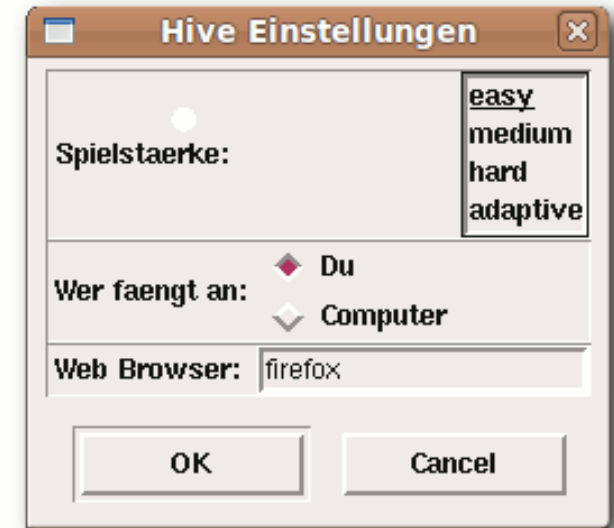 Hive Einstellungen
Spielstaerke:
easy
medium
hard
adaptive
Wer faengt an:
Du
Computer
Web Browser: firefox
OK Cancel